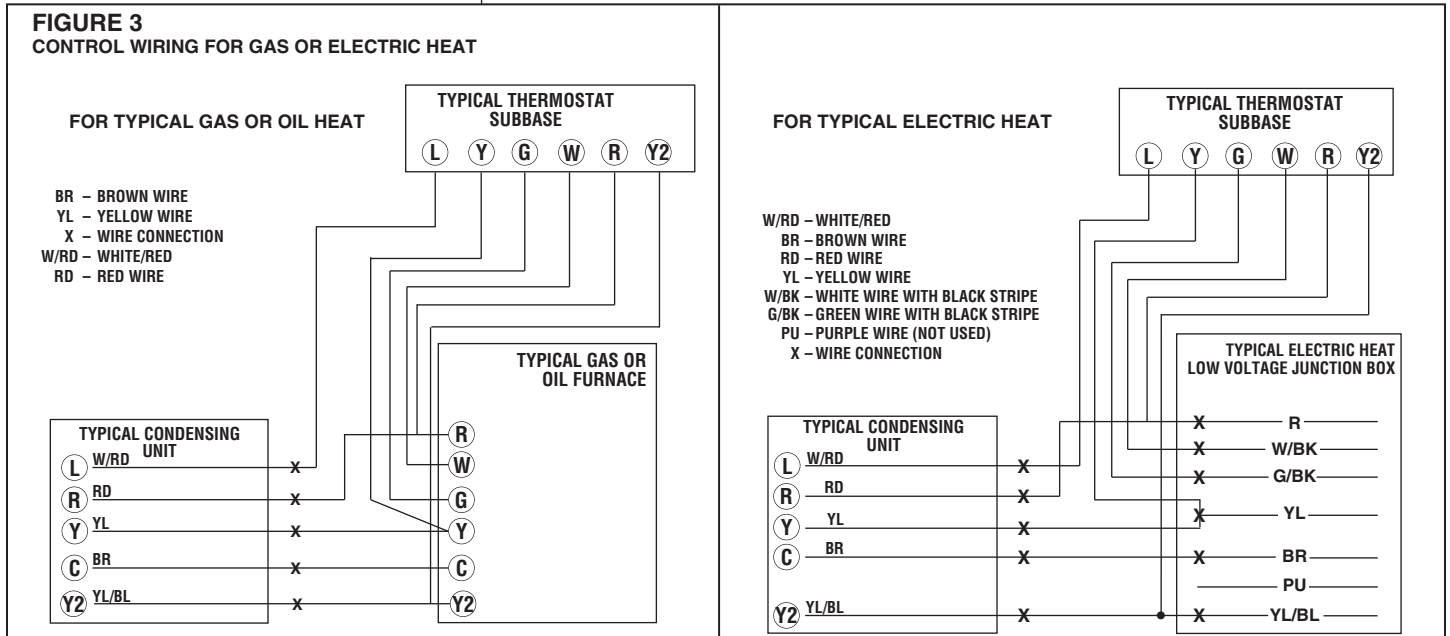 FIGURE 3
CONTROL WIRING FOR GAS OR ELECTRIC HEAT
FOR TYPICAL GAS OR OIL HEAT
TYPICAL THERMOSTAT
SUBBASE
L Y G W R Y2
BR – BROWN WIRE
YL – YELLOW WIRE
X – WIRE CONNECTION
W/RD – WHITE/RED
RD – RED WIRE
TYPICAL GAS OR
OIL FURNACE
R
W
G
Y
C
Y2
TYPICAL CONDENSING
UNIT
L W/RD X
R RD X
Y YL X
C BR X
Y2 YL/BL X
FOR TYPICAL ELECTRIC HEAT
TYPICAL THERMOSTAT
SUBBASE
L Y G W R Y2
W/RD – WHITE/RED
BR – BROWN WIRE
RD – RED WIRE
YL – YELLOW WIRE
W/BK – WHITE WIRE WITH BLACK STRIPE
G/BK – GREEN WIRE WITH BLACK STRIPE
PU – PURPLE WIRE (NOT USED)
X – WIRE CONNECTION
TYPICAL ELECTRIC HEAT
LOW VOLTAGE JUNCTION BOX
X R
X W/BK
X G/BK
X YL
X BR
PU
X YL/BL
TYPICAL CONDENSING
UNIT
L W/RD X
R RD X
Y YL X
C BR X
Y2 YL/BL X